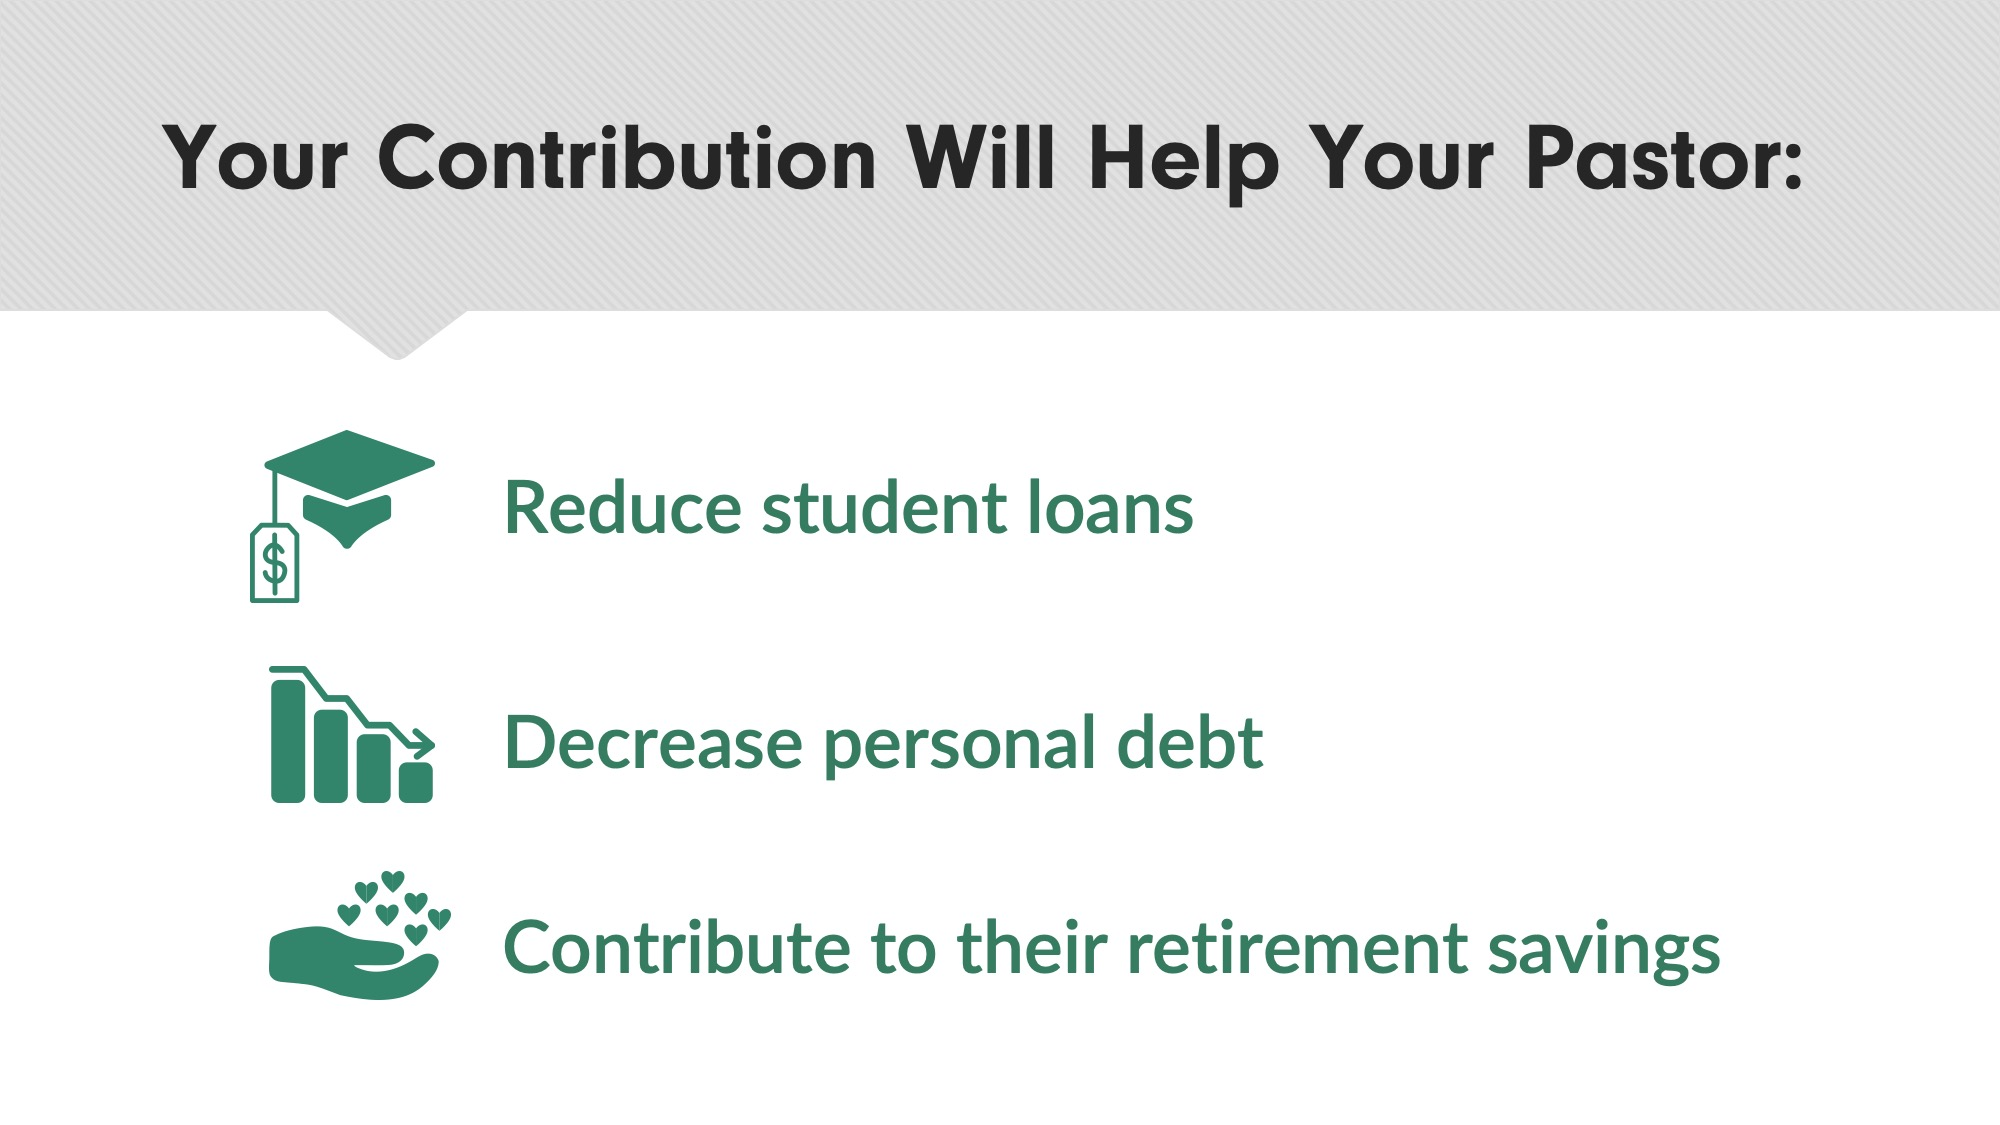 Your Contribution Will Help Your Pastor:
$
Reduce student loans
Decrease personal debt
Contribute to their retirement savings